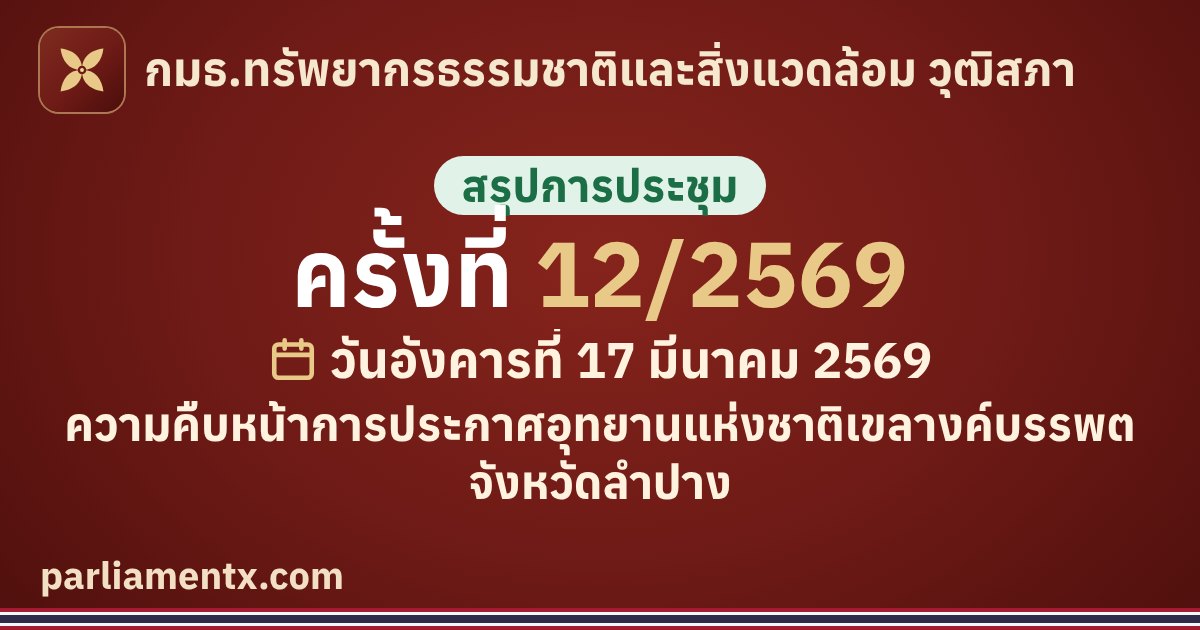 กมธ.ทรัพยากรธรรมชาติและสิ่งแวดล้อม วุฒิสภา
สรุปการประชุม
ครั้งที่ 12/2569
วันอังคารที่ 17 มีนาคม 2569
ความคืบหน้าการประกาศอุทยานแห่งชาติเขลางค์บรรพต
จังหวัดลำปาง
parliamentx.com